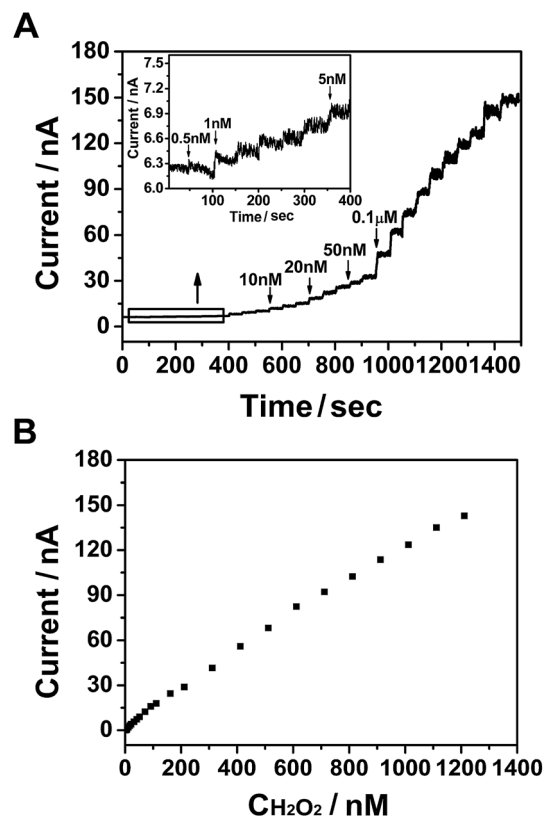 A
180
150
120
90
60
30
0
Current / nA
0 200 400 600 800 1000 1200 1400
Time / sec
7.5
7.2
6.9
6.6
6.3
6.0
Current / nA
100 200 300 400
Time / sec
0.5nM
1nM
5nM
10nM
20nM
50nM
0.1μM
B
180
150
120
90
60
30
0
Current / nA
0 200 400 600 800 1000 1200 1400
CH2O2 / nM